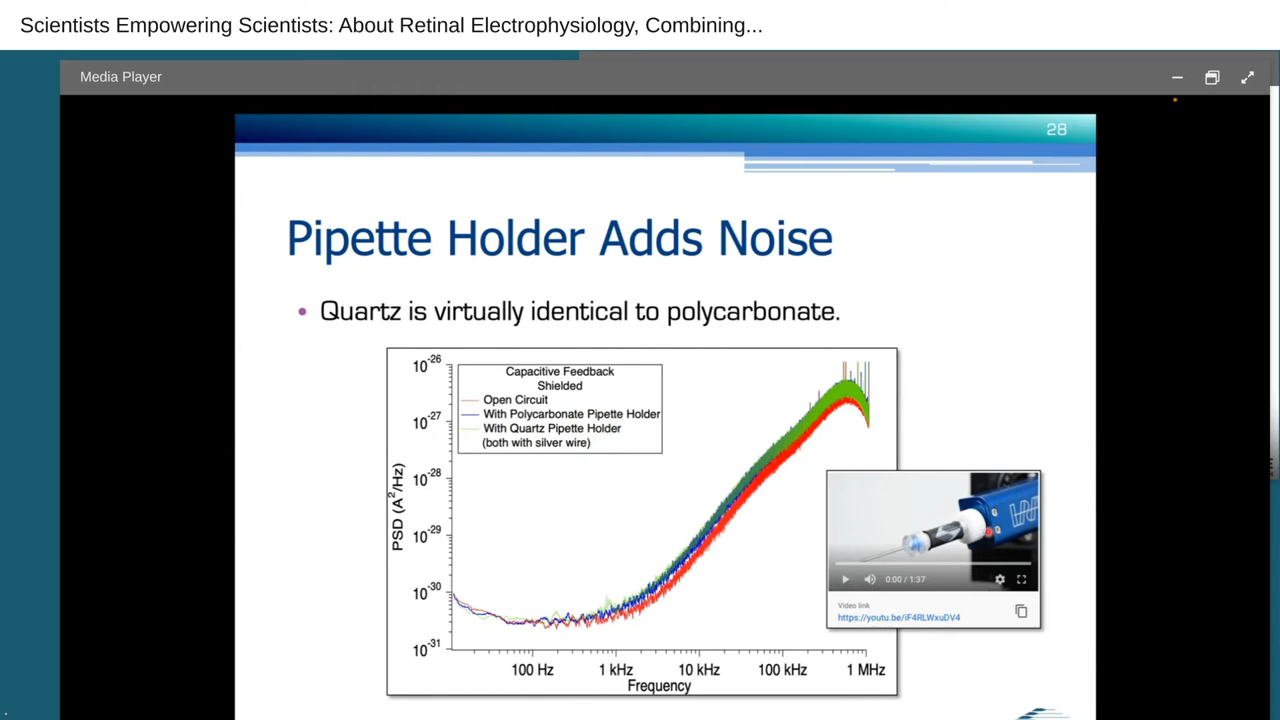 Scientists Empowering Scientists: About Retinal Electrophysiology, Combining...
Media Player
28
Pipette Holder Adds Noise
• Quartz is virtually identical to polycarbonate.
Capacitive Feedback
Shielded
Open Circuit
With Polycarbonate Pipette Holder
With Quartz Pipette Holder
(both with silver wire)
10-26
10-27
10-28
10-29
10-30
10-31
PSD (A2/Hz)
100 Hz 1 kHz 10 kHz 100 kHz 1 MHz
Frequency
0:00 / 1:37
Video link
https://youtu.be/iF4RLWxuDV4